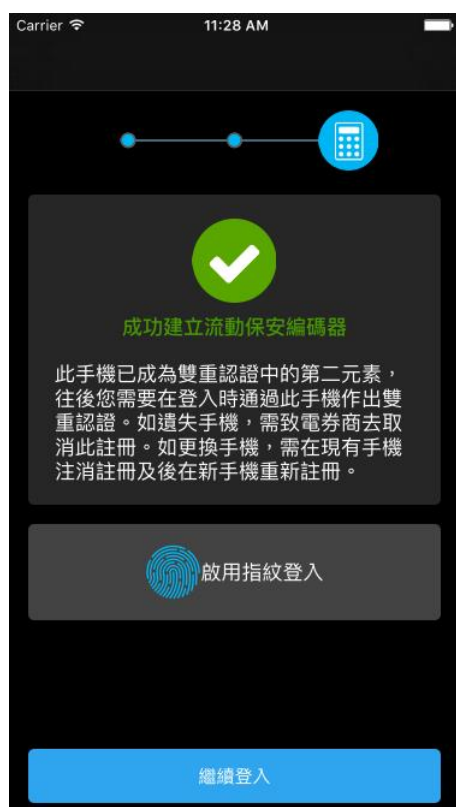 Carrier 11:28 AM
成功建立流動保安編碼器
此手機已成為雙重認證中的第二元素，
往後您需要在登入時通過此手機作出雙
重認證。如遺失手機，需致電券商去取
消此註冊。如更換手機，需在現有手機
注消註冊及後在新手機重新註冊。
啟用指紋登入
繼續登入